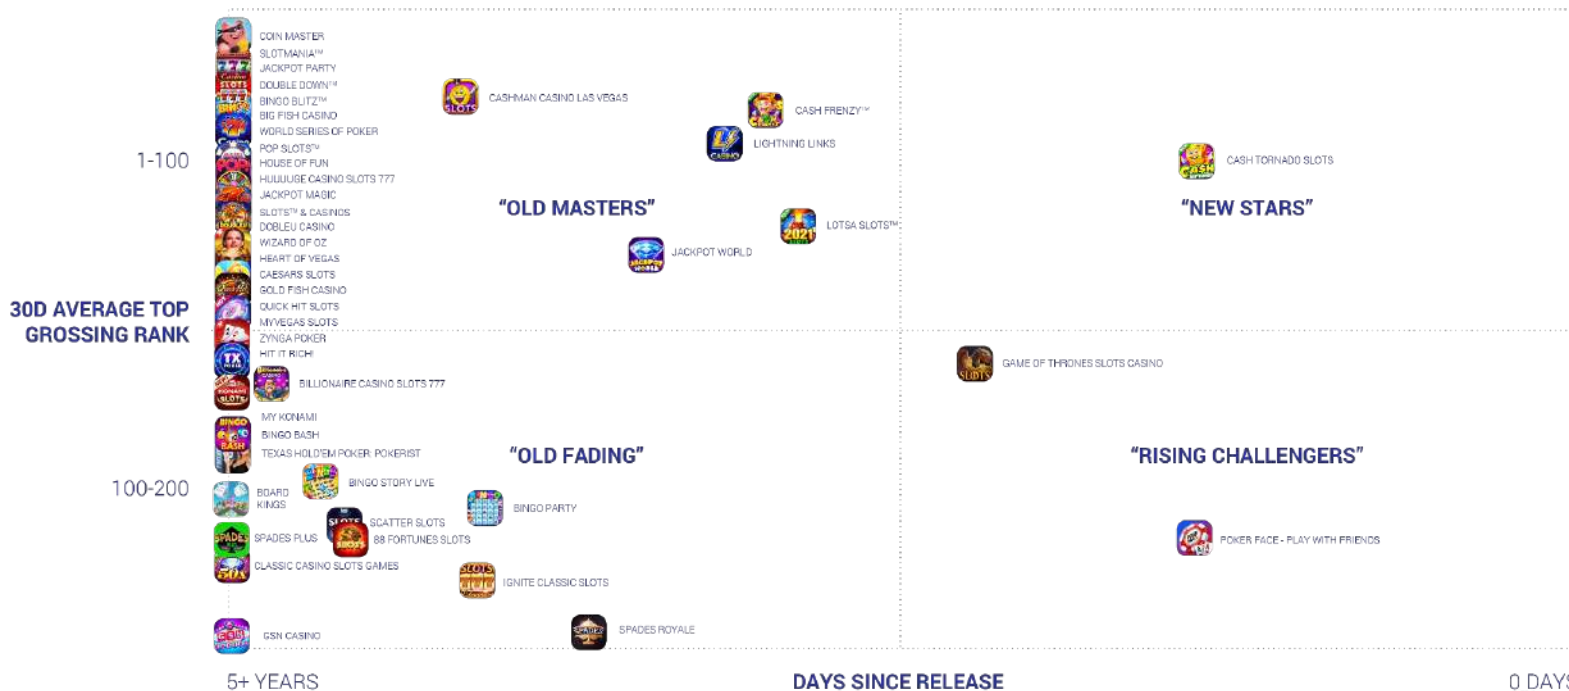 COIN MASTER
SLOTMANIA™
JACKPOT PARTY
DOUBLE DOWN™
BINGO BLITZ™
BIG FISH CASINO
WORLD SERIES OF POKER
POP SLOTS™
HOUSE OF FUN
HUUUUGE CASINO SLOTS 777
JACKPOT MAGIC
SLOTS™ & CASINOS
DOBLEU CASINO
WIZARD OF OZ
HEART OF VEGAS
CAESARS SLOTS
GOLD FISH CASINO
QUICK HIT SLOTS
MYVEGAS SLOTS
ZYNGA POKER
HIT IT RICH!
CASHMAN CASINO LAS VEGAS
CASH FRENZY™
LIGHTNING LINKS
CASH TORNADO SLOTS
1-100
"OLD MASTERS"
"NEW STARS"
LOTSA SLOTS™
2021
JACKPOT WORLD
30D AVERAGE TOP
GROSSING RANK
GAME OF THRONES SLOTS CASINO
BILLIONAIRE CASINO SLOTS 777
MY KONAMI
BINGO BASH
TEXAS HOLD'EM POKER: POKERIST
"OLD FADING"
"RISING CHALLENGERS"
100-200
BINGO STORY LIVE
BOARD
KINGS
BINGO PARTY
SCATTER SLOTS
SPADES PLUS
88 FORTUNES SLOTS
POKER FACE - PLAY WITH FRIENDS
CLASSIC CASINO SLOTS GAMES
IGNITE CLASSIC SLOTS
GSN CASINO
SPADES ROYALE
5+ YEARS
DAYS SINCE RELEASE
0 DAYS